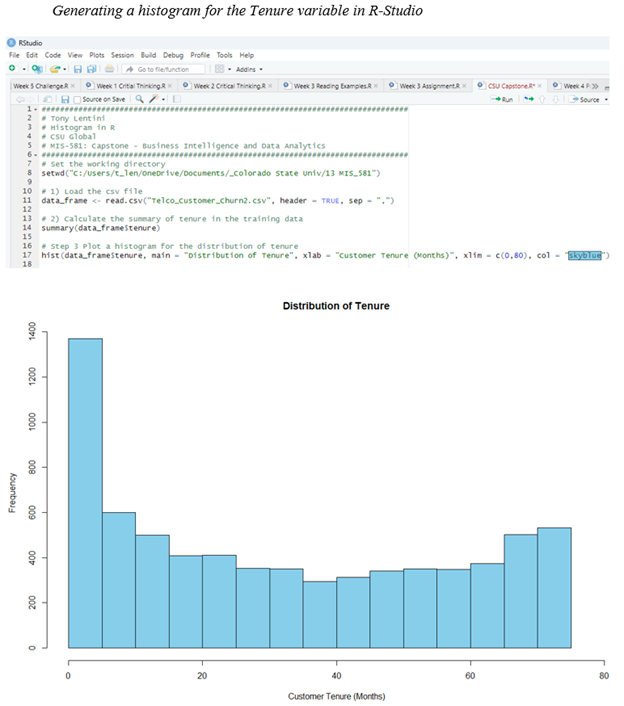 Generating a histogram for the Tenure variable in R-Studio
RStudio
File Edit Code View Plots Session Build Debug Profile Tools Help
Go to file/function Addins
Week 5 Challenge.R Week 1 Critial Thinking.R Week 2 Critical Thinking.R Week 3 Reading Examples.R Week 3 Assignment.R CSU Capstone.R* Week 4
Source on Save Run Source
1 ################################################################################
2 # Tony Lentini
3 # Histogram in R
4 # CSU Global
5 # MIS-581: Capstone - Business Intelligence and Data Analytics
6 ################################################################################
7 # Set the working directory
8 setwd("C:/Users/t_len/OneDrive/Documents/_Colorado State Univ/13 MIS_581")
9
10 # 1) Load the csv file
11 data_frame <- read.csv("Telco_Customer_Churn2.csv", header = TRUE, sep = ",")
12
13 # 2) Calculate the summary of tenure in the training data
14 summary(data_frame$tenure)
15
16 # Step 3 Plot a histogram for the distribution of tenure
17 hist(data_frame$tenure, main = "Distribution of Tenure", xlab = "Customer Tenure (Months)", xlim = c(0,80), col = "skyblue")
18
Distribution of Tenure
1400
1200
1000
800
600
400
200
0
Frequency
0 20 40 60 80
Customer Tenure (Months)